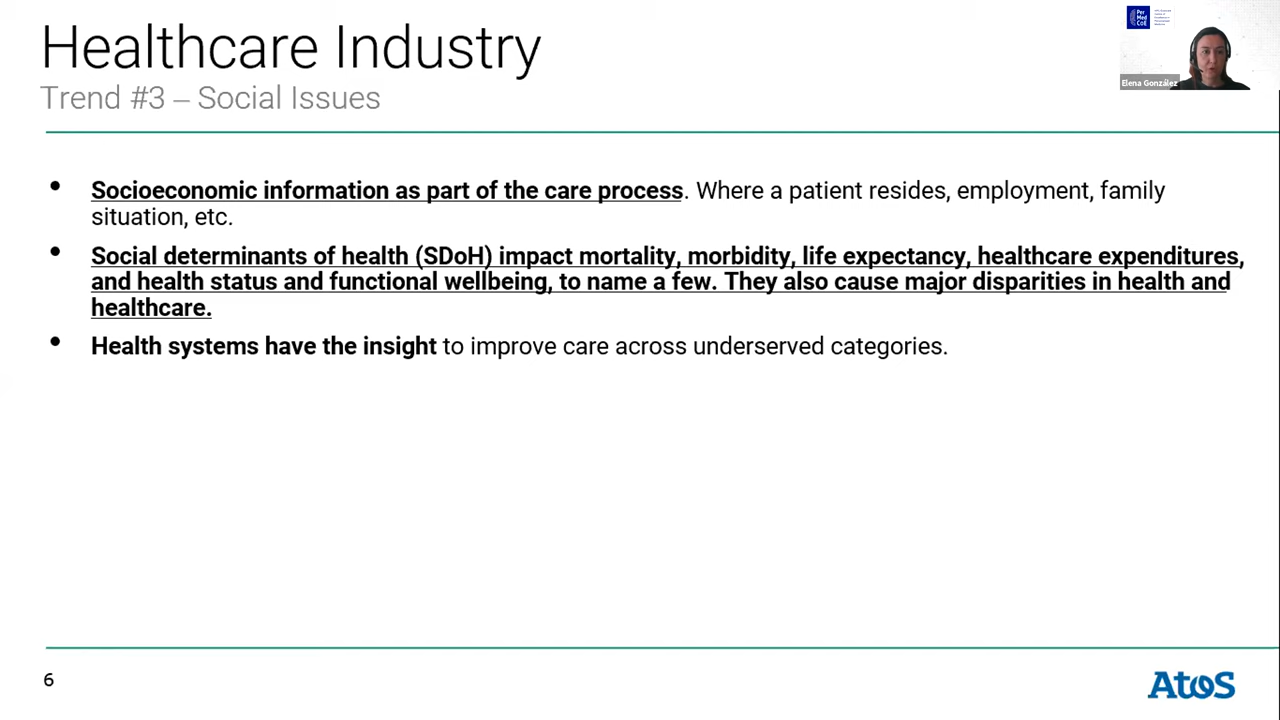 Healthcare Industry
Trend #3 – Social Issues
Per
Med
CoE
Elena González
• Socioeconomic information as part of the care process. Where a patient resides, employment, family
situation, etc.
• Social determinants of health (SDoH) impact mortality, morbidity, life expectancy, healthcare expenditures,
and health status and functional wellbeing, to name a few. They also cause major disparities in health and
healthcare.
• Health systems have the insight to improve care across underserved categories.
6
Atos